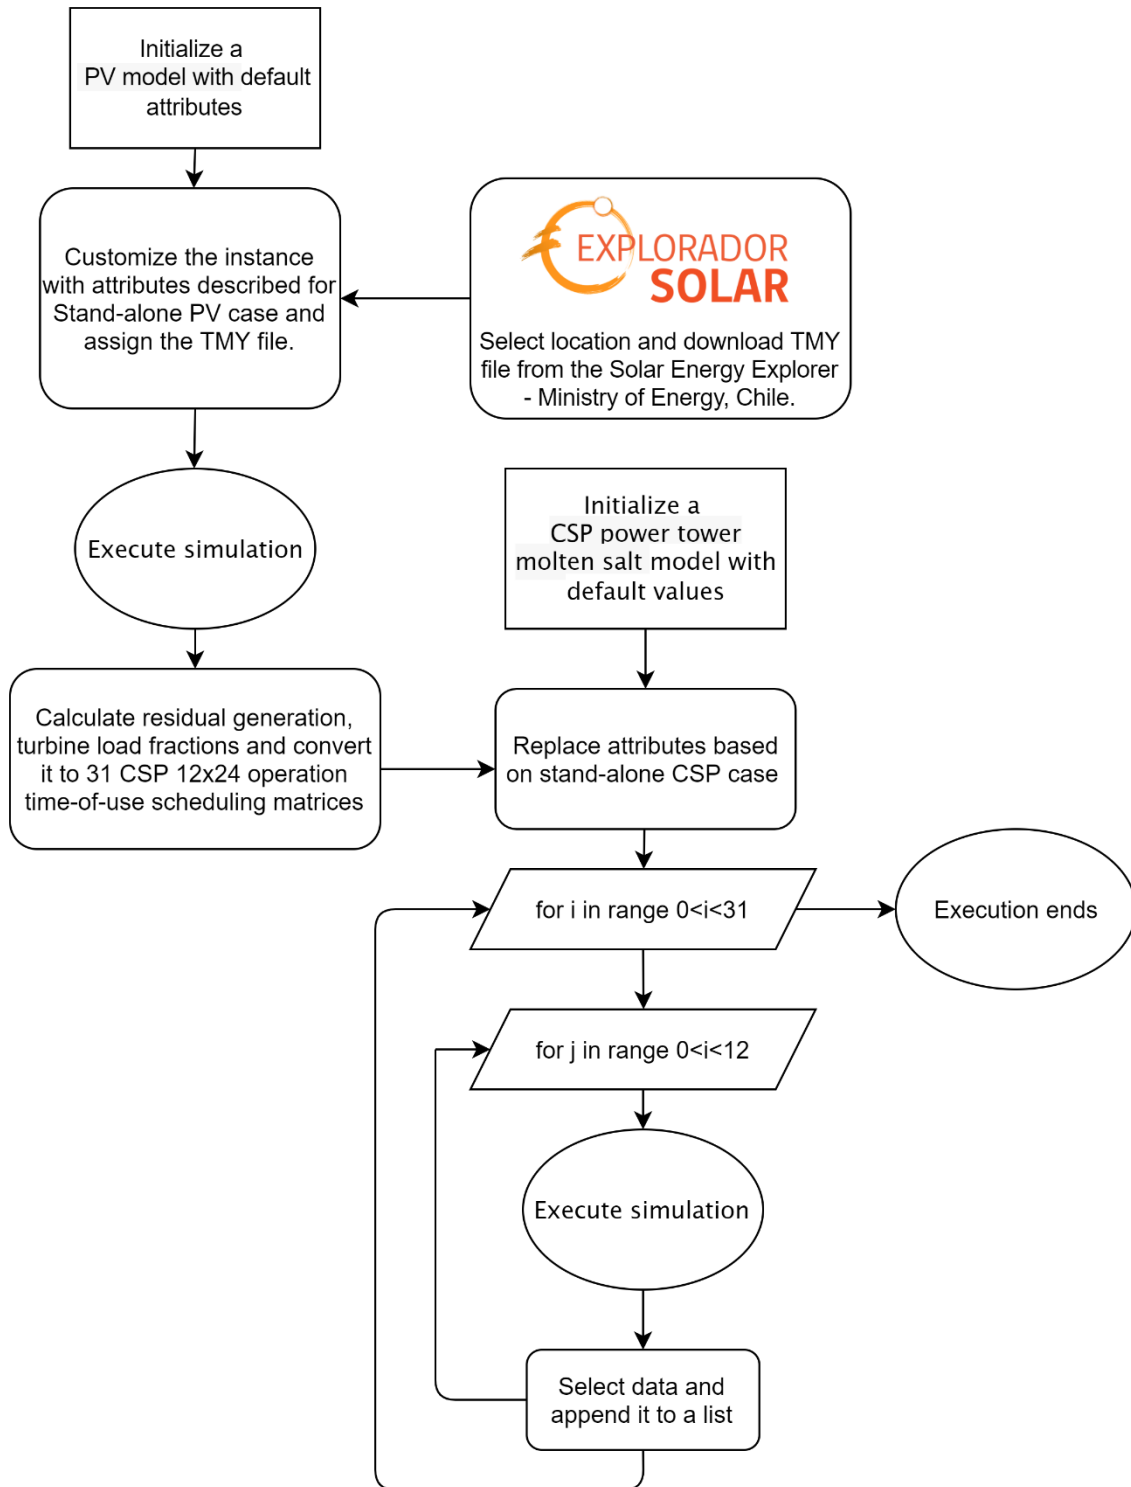 Initialize a
PV model with default
attributes
Customize the instance
with attributes described for
Stand-alone PV case and
assign the TMY file.
EXPLORADOR
SOLAR
Select location and download TMY
file from the Solar Energy Explorer
- Ministry of Energy, Chile.
Execute simulation
Initialize a
CSP power tower
molten salt model with
default values
Calculate residual generation,
turbine load fractions and convert
it to 31 CSP 12x24 operation
time-of-use scheduling matrices
Replace attributes based
on stand-alone CSP case
for i in range 0<i<31
Execution ends
for j in range 0<i<12
Execute simulation
Select data and
append it to a list